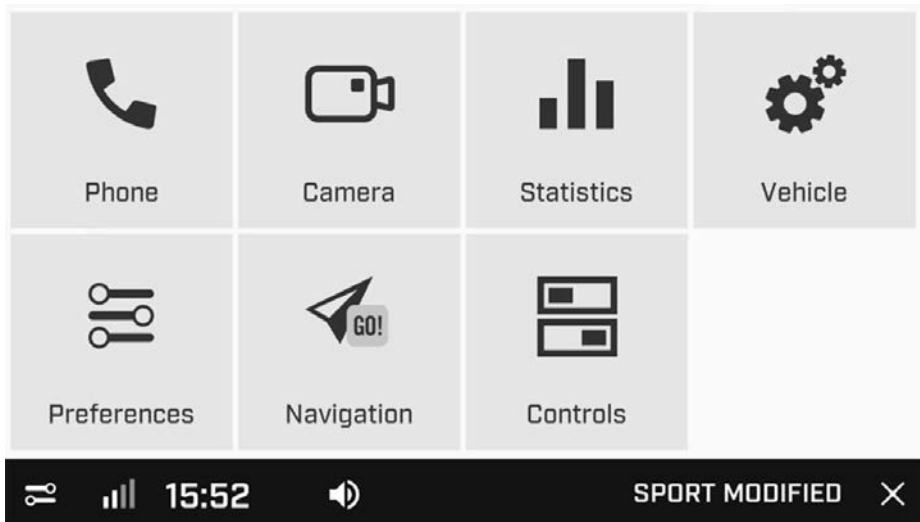 Phone Camera Statistics Vehicle
GO!
Preferences Navigation Controls
15:52 SPORT MODIFIED